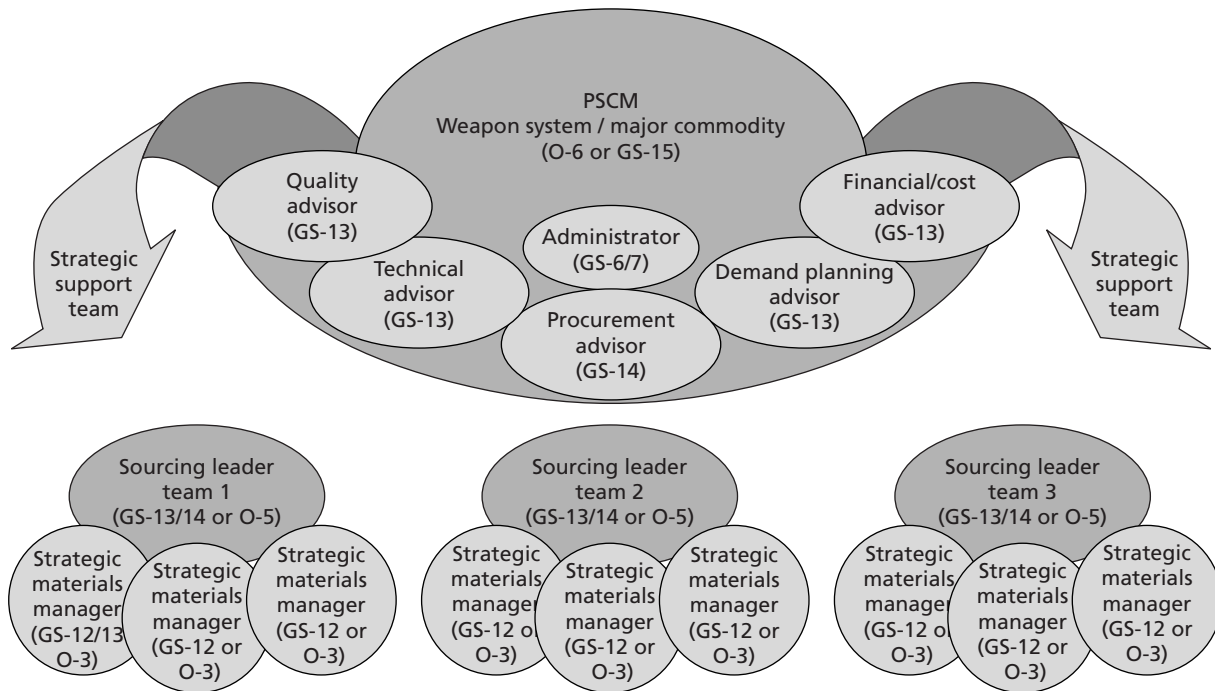 PSCM
Weapon system / major commodity
(O-6 or GS-15)
Quality
advisor
(GS-13)
Financial/cost
advisor
(GS-13)
Administrator
(GS-6/7)
Technical
advisor
(GS-13)
Demand planning
advisor
(GS-13)
Procurement
advisor
(GS-14)
Strategic
support
team
Strategic
support
team
Sourcing leader
team 1
(GS-13/14 or O-5)
Strategic
materials
manager
(GS-12/13
O-3)
Strategic
materials
manager
(GS-12 or
O-3)
Strategic
materials
manager
(GS-12 or
O-3)
Sourcing leader
team 2
(GS-13/14 or O-5)
Strategic
materials
manager
(GS-12 or
O-3)
Strategic
materials
manager
(GS-12 or
O-3)
Strategic
materials
manager
(GS-12 or
O-3)
Sourcing leader
team 3
(GS-13/14 or O-5)
Strategic
materials
manager
(GS-12 or
O-3)
Strategic
materials
manager
(GS-12 or
O-3)
Strategic
materials
manager
(GS-12 or
O-3)